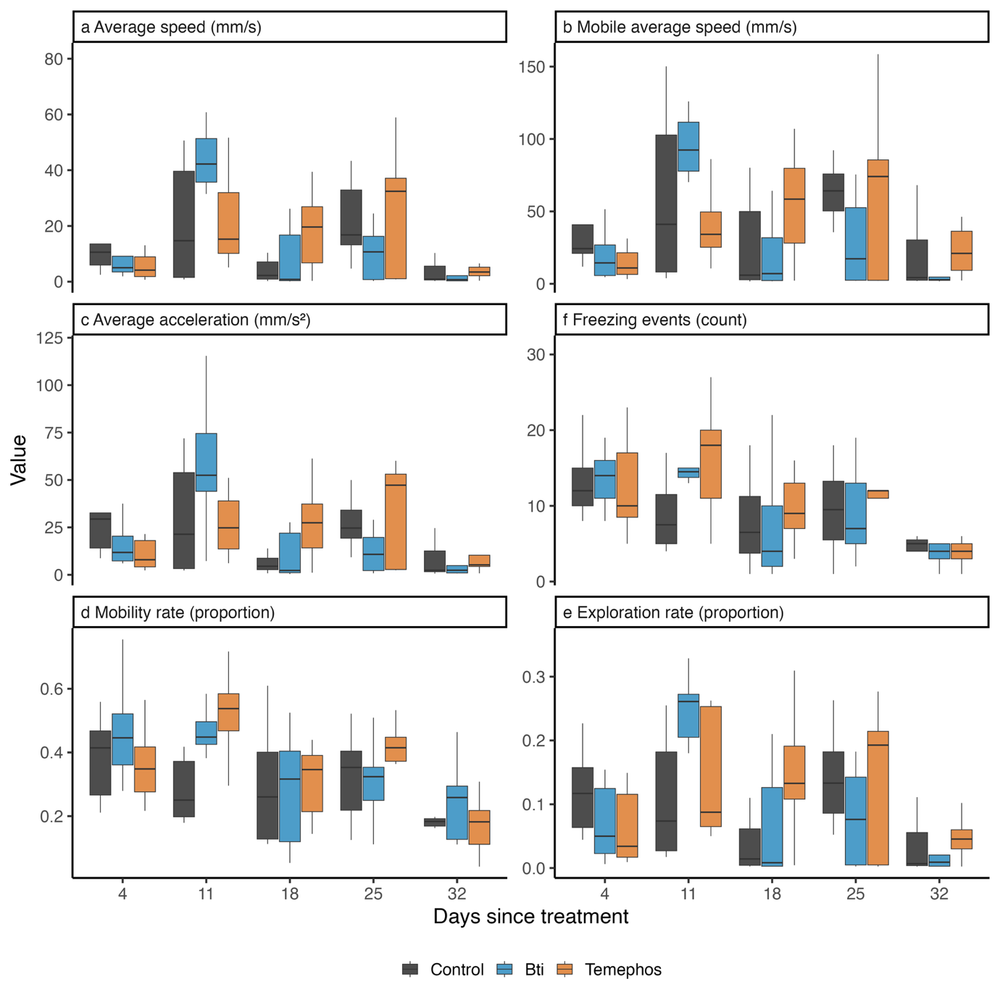 a Average speed (mm/s)
80
60
40
20
0
b Mobile average speed (mm/s)
150
100
50
0
c Average acceleration (mm/s²)
125
100
75
50
25
0
f Freezing events (count)
30
20
10
0
d Mobility rate (proportion)
0.6
0.4
0.2
4 11 18 25 32
e Exploration rate (proportion)
0.3
0.2
0.1
0.0
4 11 18 25 32
Value
Days since treatment
Control Bti Temephos